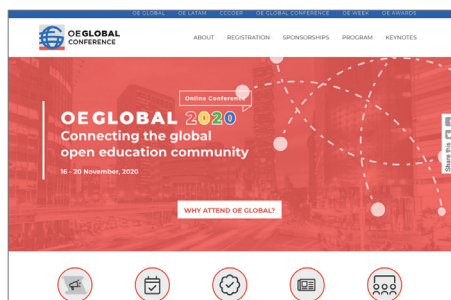 OE GLOBAL OE LATAM CCCOER OE GLOBAL CONFERENCE OE WEEK OE AWARDS
OEGLOBAL
CONFERENCE
ABOUT REGISTRATION SPONSORSHIPS PROGRAM KEYNOTES
Online Conference
OEGLOBAL 2020
Connecting the global
open education community
16 - 20 November, 2020
Share this
WHY ATTEND OE GLOBAL?